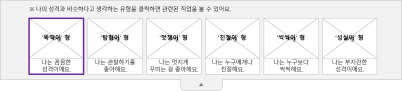 ※ 나의 성격과 비슷하다고 생각하는 유형을 클릭하면 관련된 직업을 볼 수 있어요.
'뚝딱이' 형
'탐험이' 형
'멋쟁이' 형
'친절이' 형
'씩씩이' 형
'성실이' 형
나는 꼼꼼한 성격이에요.
나는 관찰하기를 좋아해요.
나는 멋지게 꾸미는 걸 좋아해요.
나는 누구에게나 친절해요.
나는 누구보다 씩씩해요.
나는 부지런한 성격이에요.